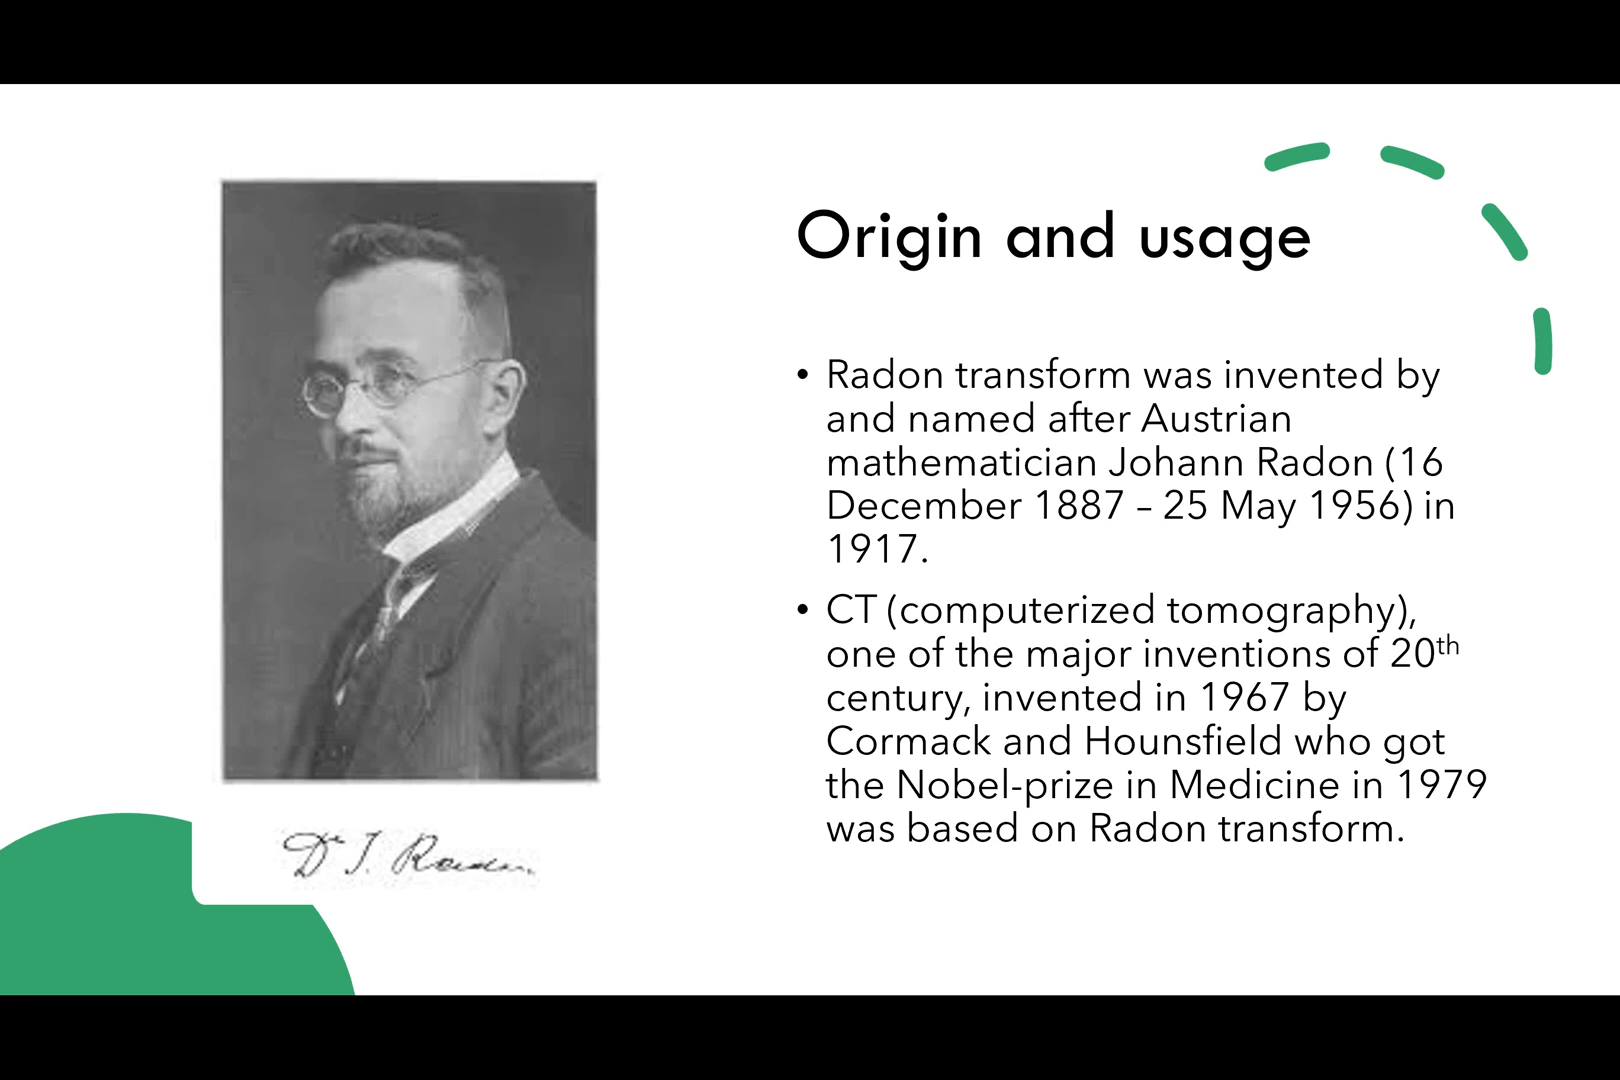 Origin and usage
• Radon transform was invented by
and named after Austrian
mathematician Johann Radon (16
December 1887 – 25 May 1956) in
1917.
• CT (computerized tomography),
one of the major inventions of 20th
century, invented in 1967 by
Cormack and Hounsfield who got
the Nobel-prize in Medicine in 1979
was based on Radon transform.
Dr J. Radon